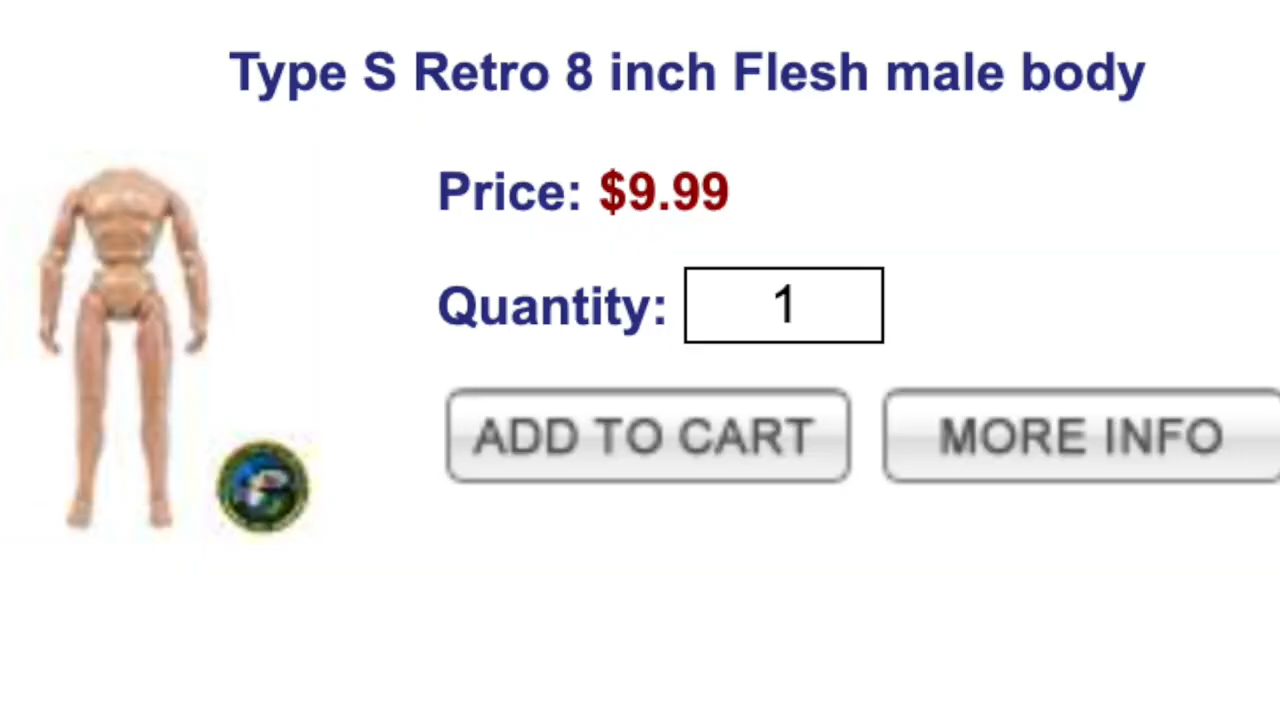 Type S Retro 8 inch Flesh male body
Price: $9.99
Quantity: 1
ADD TO CART MORE INFO